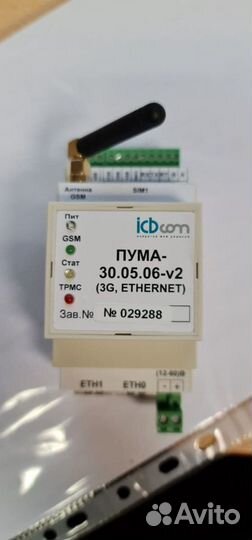 Антенна
GSM
SIM1
Пит
GSM
Стат
ТРМС
icbcom
ПУМА-
30.05.06-v2
(3G, ETHERNET)
Зав.№ № 029288
(12-60)В
ETH1 ETH0 - +
Avito